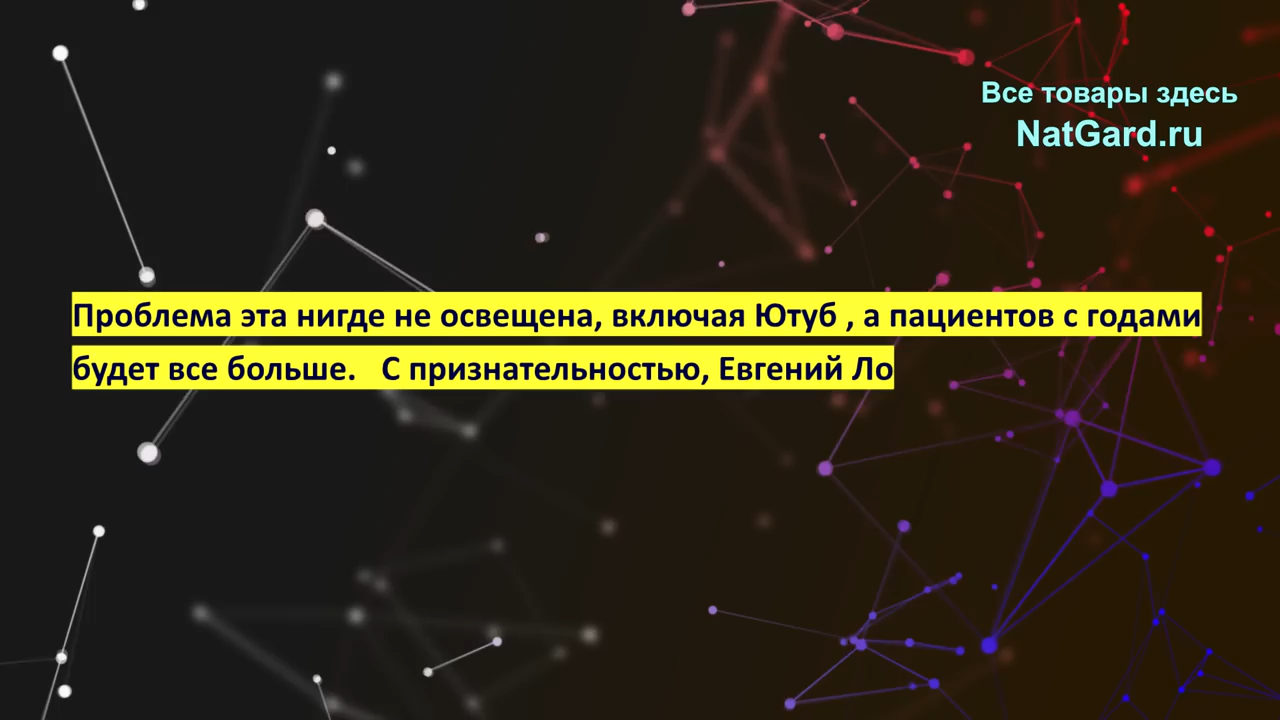 Все товары здесь
NatGard.ru
Проблема эта нигде не освещена, включая Ютуб , а пациентов с годами
будет все больше.   С признательностью, Евгений Ло